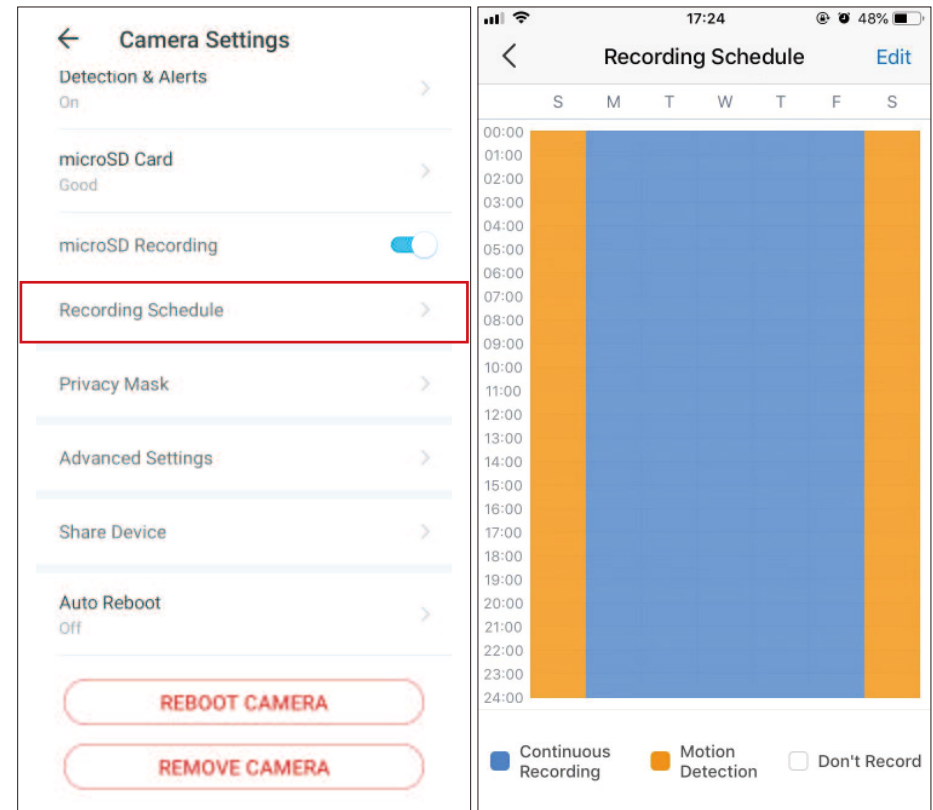 Camera Settings
Detection & Alerts
On
microSD Card
Good
microSD Recording
Recording Schedule
Privacy Mask
Advanced Settings
Share Device
Auto Reboot
Off
REBOOT CAMERA
REMOVE CAMERA
17:24
48%
Recording Schedule
Edit
S M T W T F S
00:00
01:00
02:00
03:00
04:00
05:00
06:00
07:00
08:00
09:00
10:00
11:00
12:00
13:00
14:00
15:00
16:00
17:00
18:00
19:00
20:00
21:00
22:00
23:00
24:00
Continuous
Recording
Motion
Detection
Don't Record